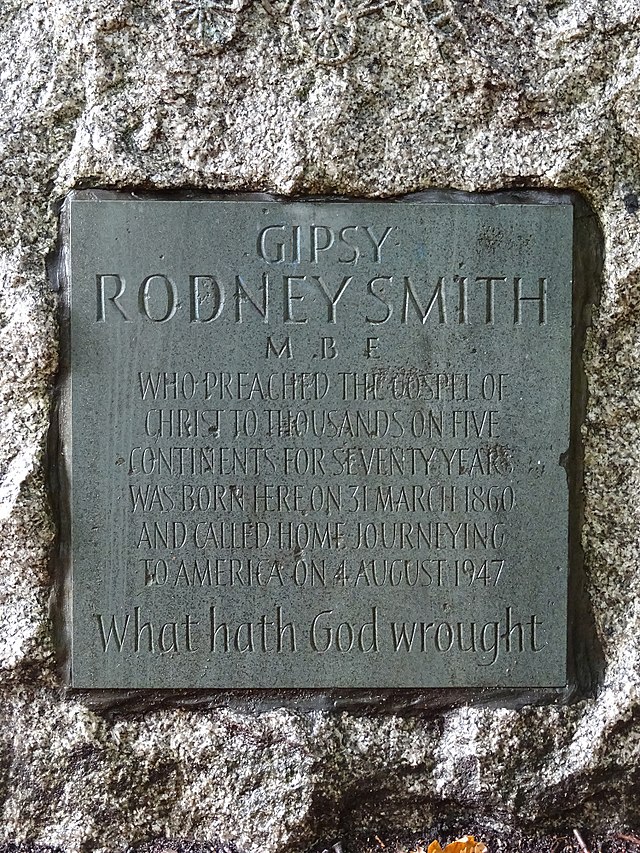 GIPSY
RODNEY SMITH
M B E
WHO PREACHED THE GOSPEL OF
CHRIST TO THOUSANDS ON FIVE
CONTINENTS FOR SEVENTY YEARS
WAS BORN HERE ON 31 MARCH 1860
AND CALLED HOME JOURNEYING
TO AMERICA ON 4 AUGUST 1947
What hath God wrought